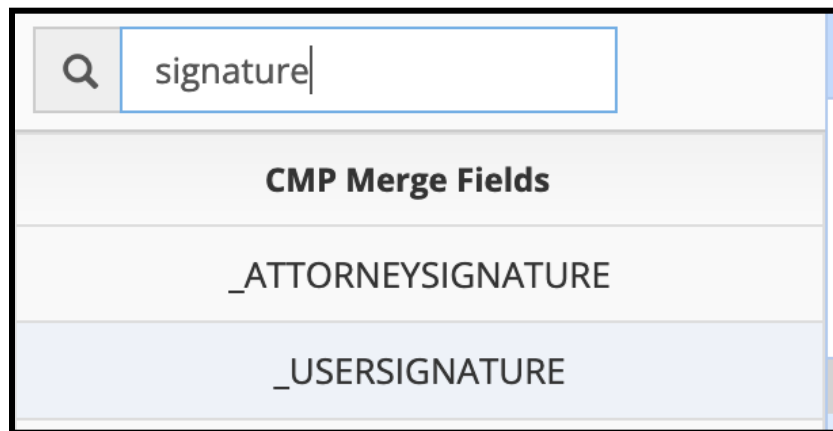 signature
CMP Merge Fields
_ATTORNEYSIGNATURE
_USERSIGNATURE